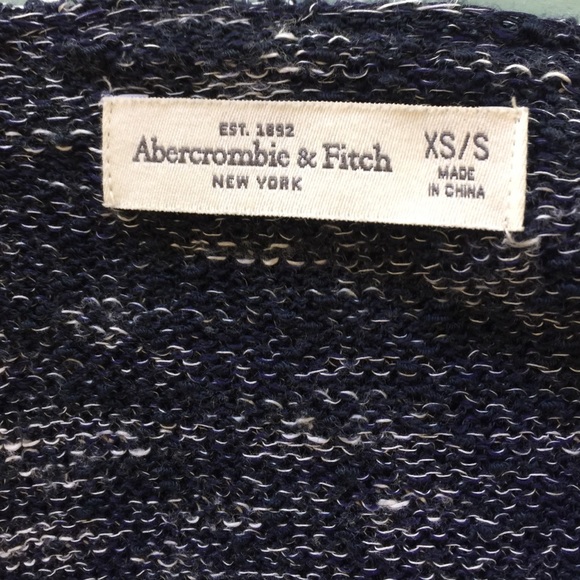 EST. 1892
Abercrombie & Fitch
NEW YORK
XS/S
MADE
IN CHINA